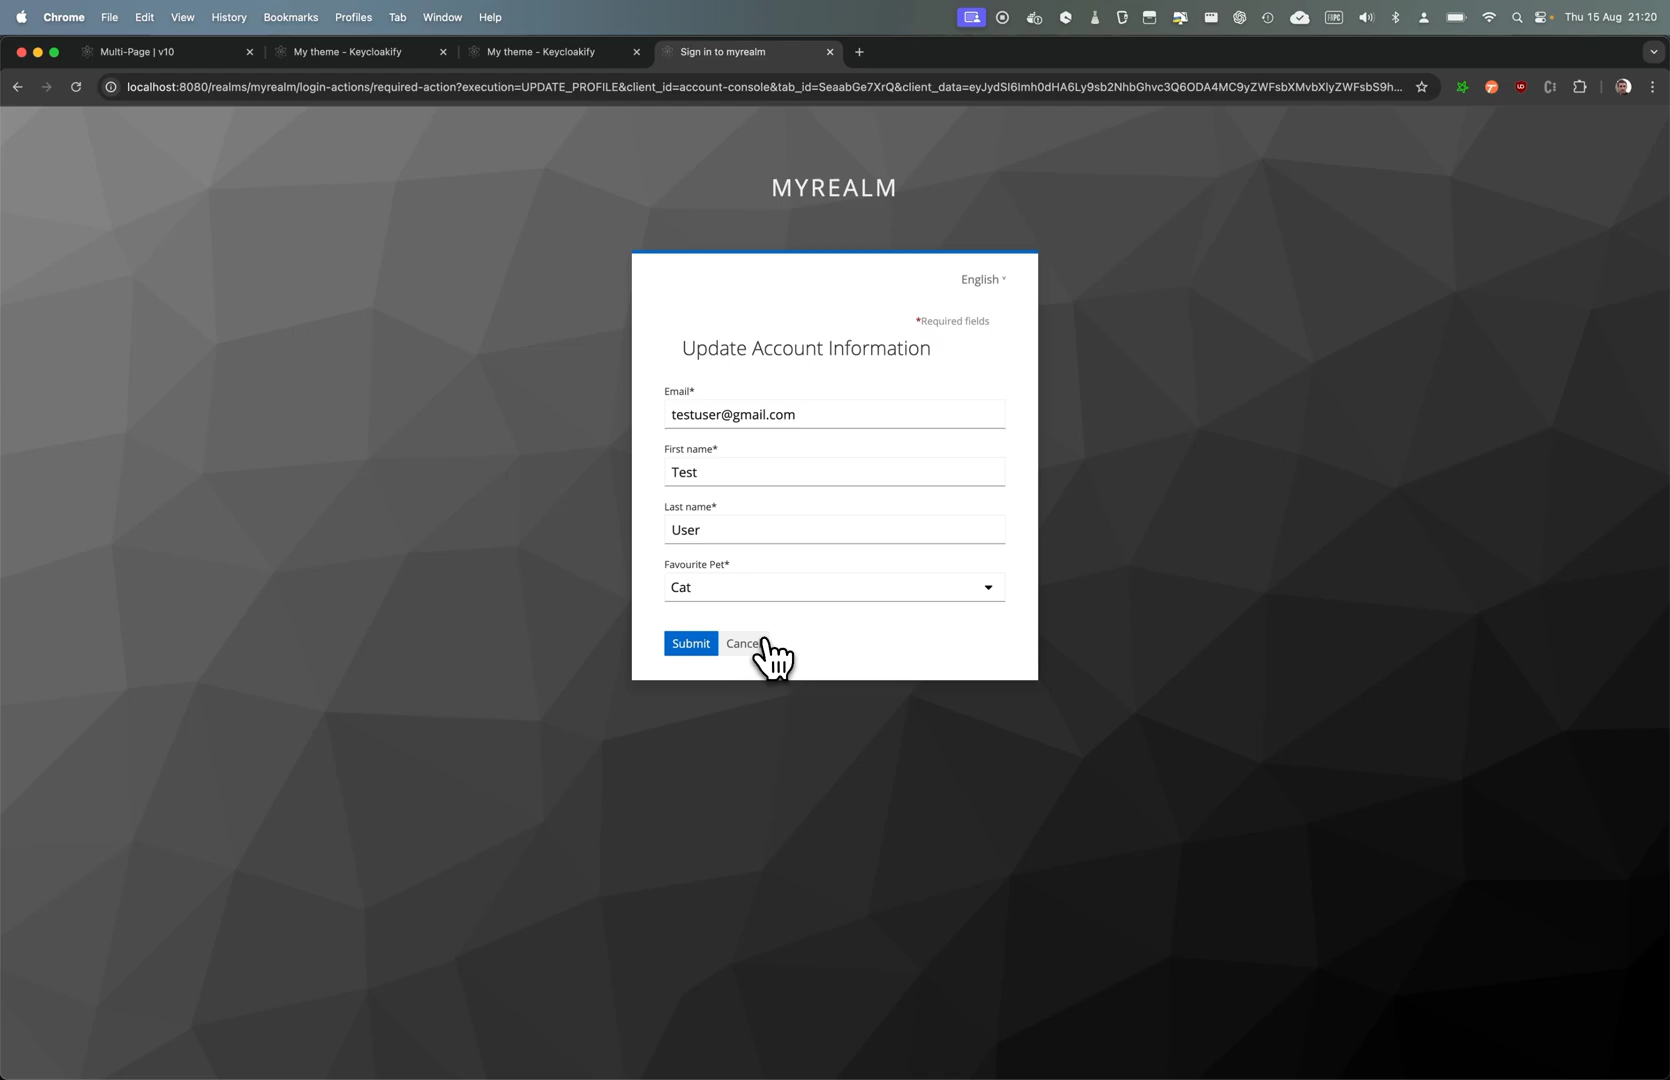 Chrome File Edit View History Bookmarks Profiles Tab Window Help Thu 15 Aug 21:20
Multi-Page | v10 My theme - Keycloakify My theme - Keycloakify Sign in to myrealm
localhost:8080/realms/myrealm/login-actions/required-action?execution=UPDATE_PROFILE&client_id=account-console&tab_id=SeaabGe7XrQ&client_data=eyJydSI6Imh0dHA6Ly9sb2NhbGhvc3Q6ODA4MC9yZWFsbXMvbXlyZWFsbS9h...
MYREALM
English
*Required fields
Update Account Information
Email*
testuser@gmail.com
First name*
Test
Last name*
User
Favourite Pet*
Cat
Submit Cancel